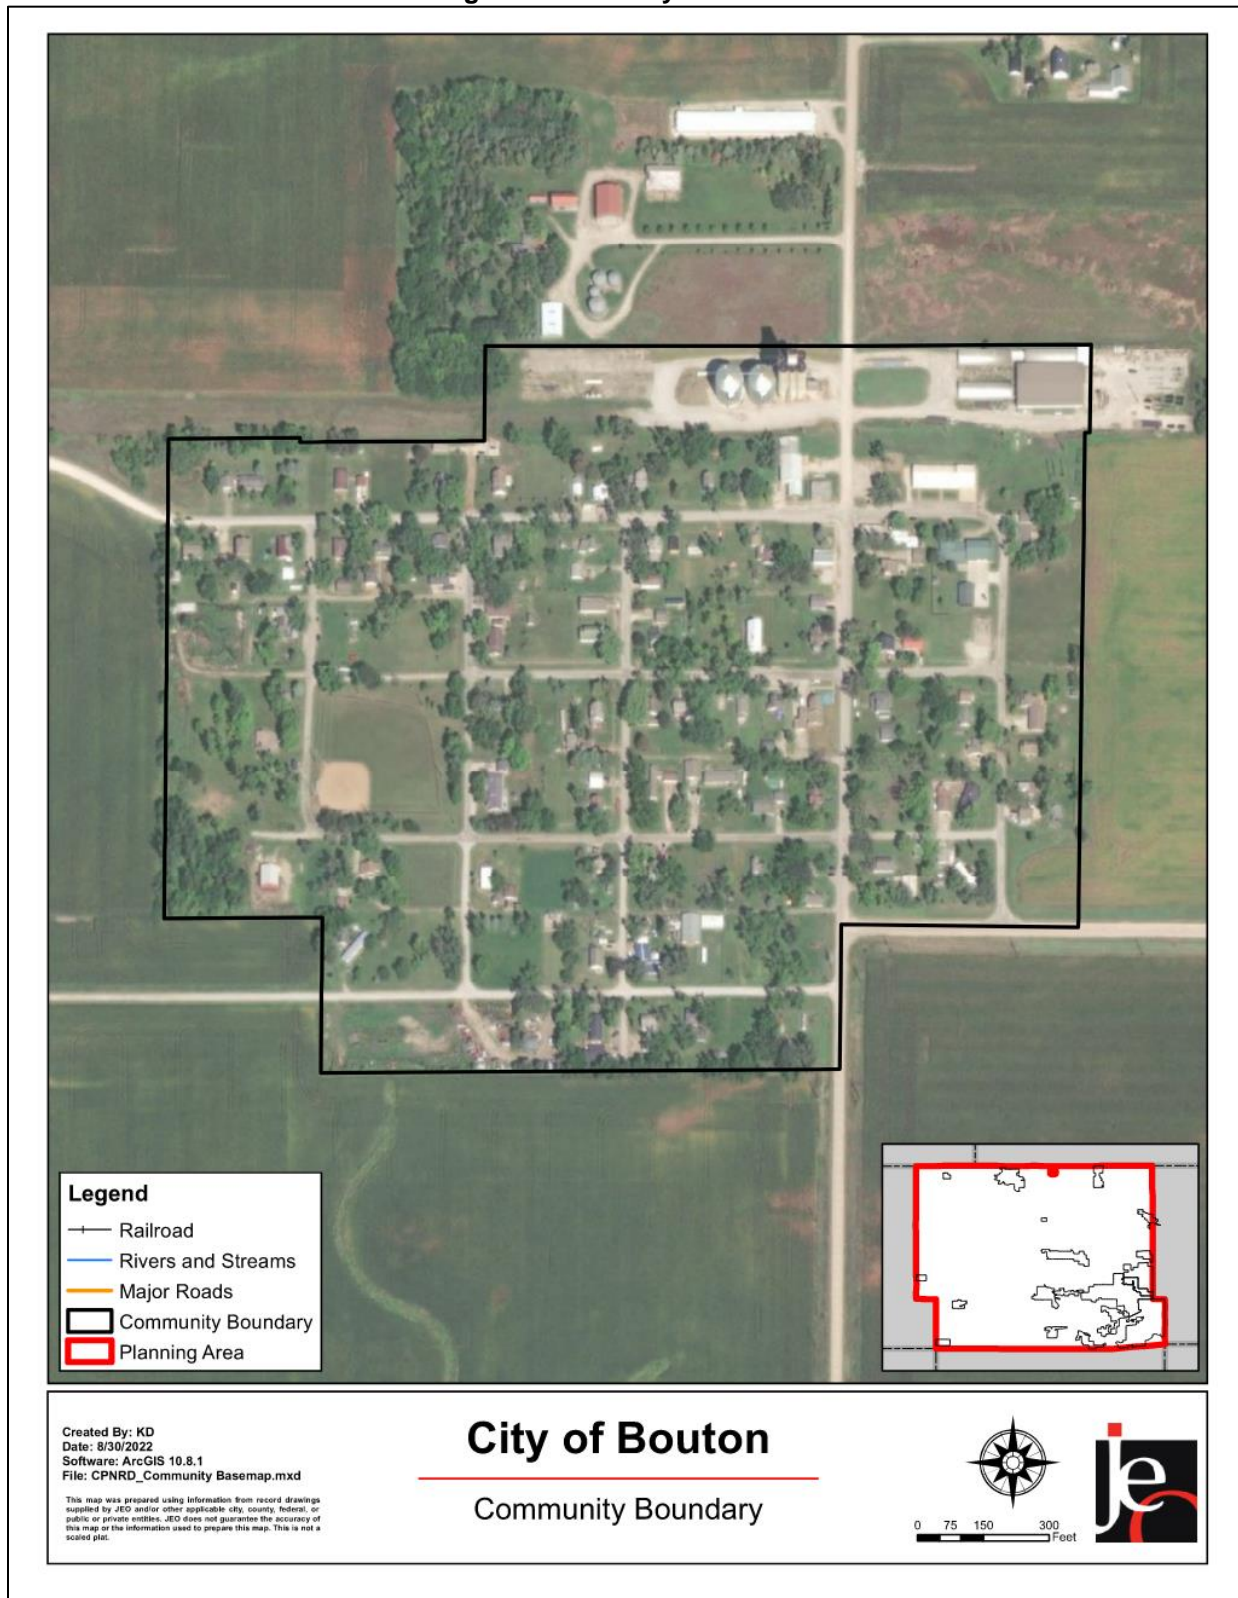 Legend
Railroad
Rivers and Streams
Major Roads
Community Boundary
Planning Area
Created By: KD
Date: 8/30/2022
Software: ArcGIS 10.8.1
File: CPNRD_Community Basemap.mxd
This map was prepared using information from record drawings
supplied by JEO and/or other applicable city, county, federal, or
public or private entities. JEO does not guarantee the accuracy of
this map or the information used to prepare this map. This is not a
scaled plat.
City of Bouton
Community Boundary
0 75 150 300
Feet
jeo